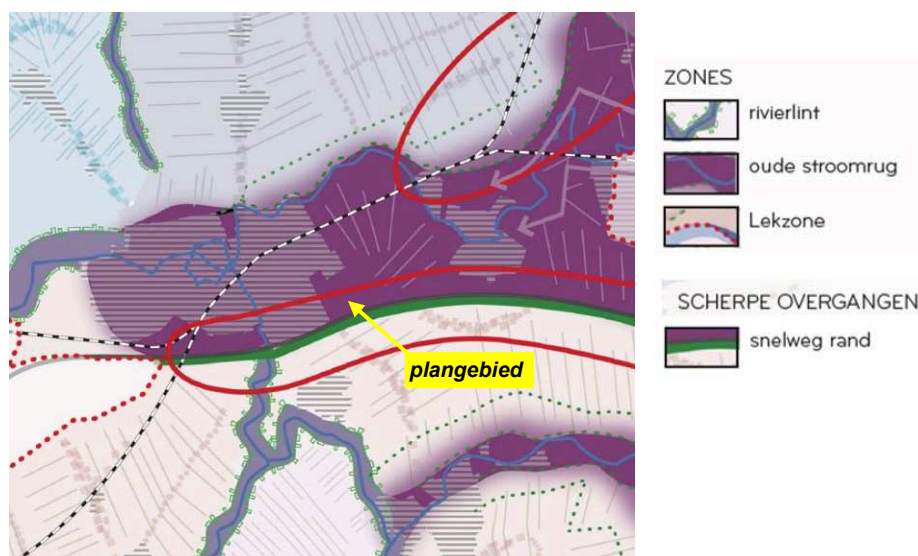 plangebied
ZONES
rivierlint
oude stroomrug
Lekzone
SCHERPE OVERGANGEN
snelweg rand